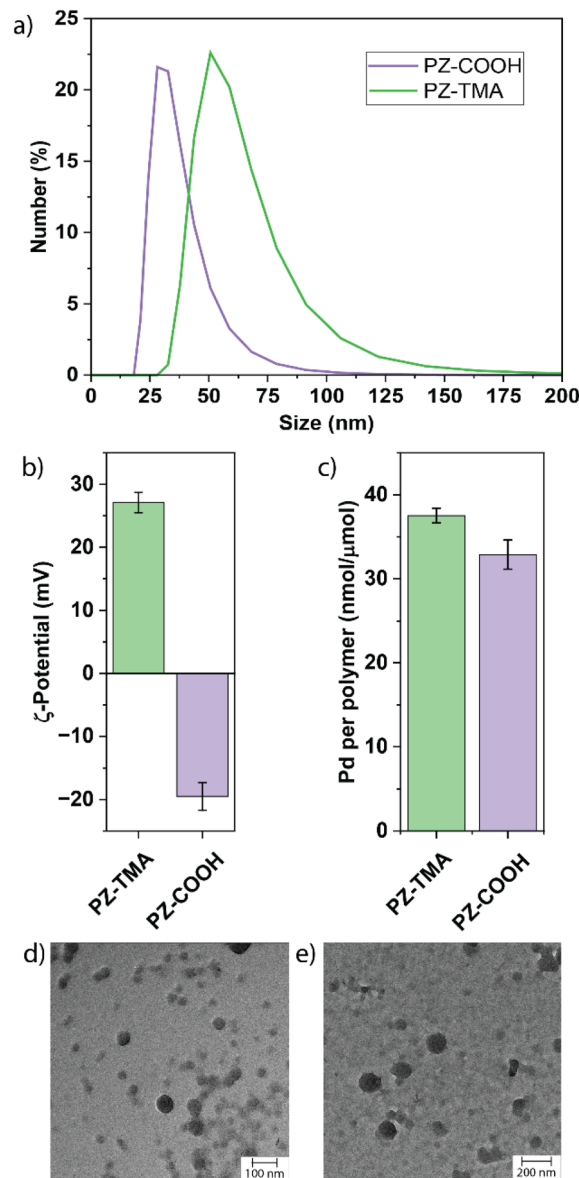 a)
PZ-COOH
PZ-TMA
Number (%)
25
20
15
10
5
0
0 25 50 75 100 125 150 175 200
Size (nm)
b)
ζ-Potential (mV)
30
20
10
0
−10
−20
PZ-TMA
PZ-COOH
c)
Pd per polymer (nmol/μmol)
40
30
20
10
0
PZ-TMA
PZ-COOH
d)
100 nm
e)
200 nm